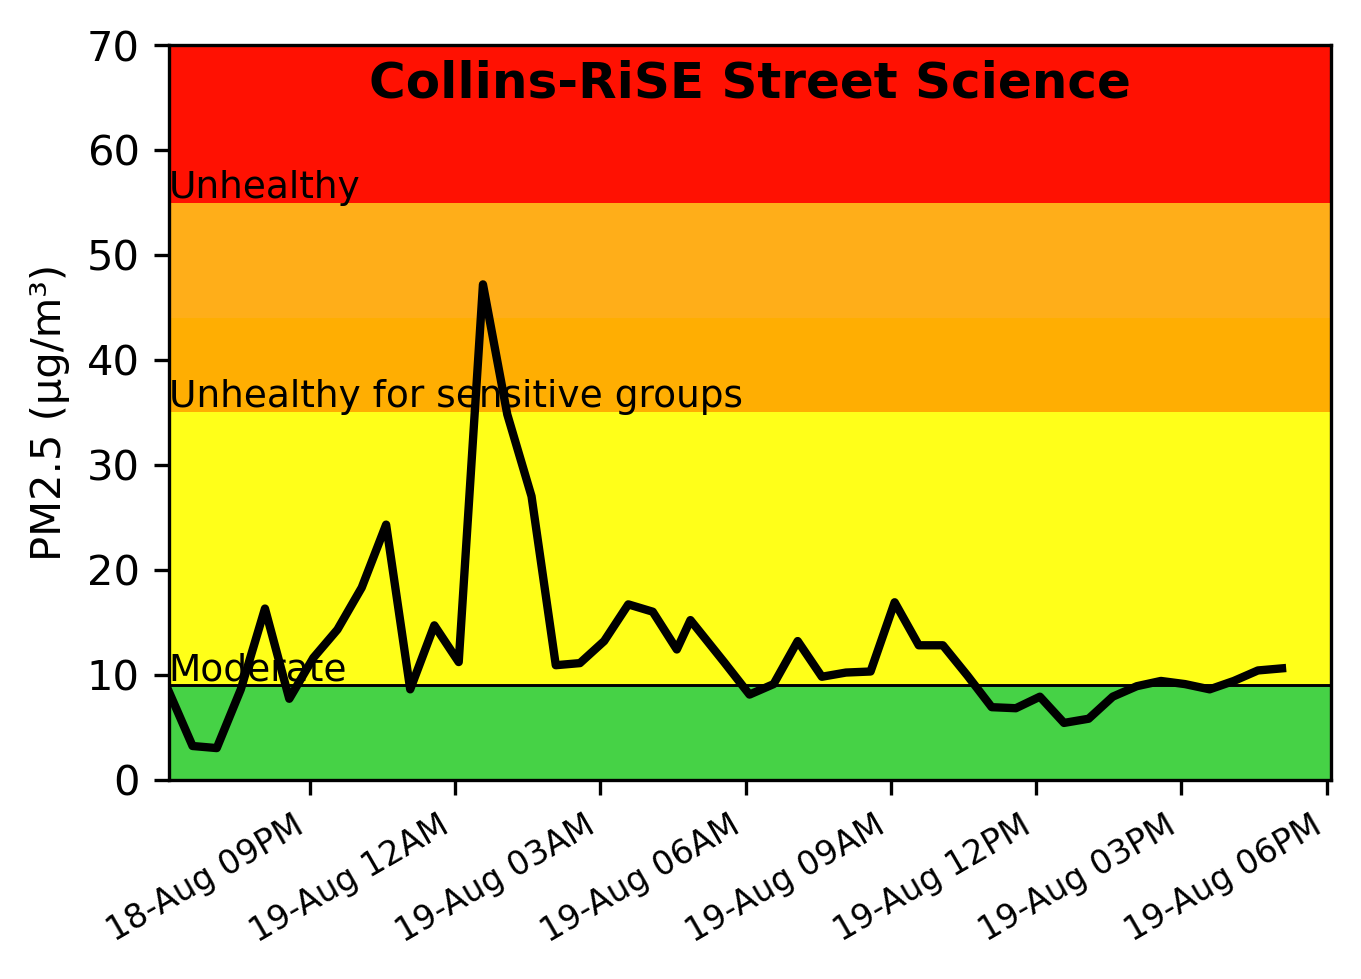 Collins-RiSE Street Science
70
60
Unhealthy
50
40
Unhealthy for sensitive groups
30
20
Moderate
10
0
PM2.5 (µg/m³)
18-Aug 09PM
19-Aug 12AM
19-Aug 03AM
19-Aug 06AM
19-Aug 09AM
19-Aug 12PM
19-Aug 03PM
19-Aug 06PM